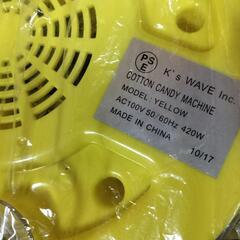 PS
E
K's WAVE Inc.
COTTON CANDY MACHINE
MODEL: YELLOW
AC100V 50/60Hz 420W
MADE IN CHINA
10/17